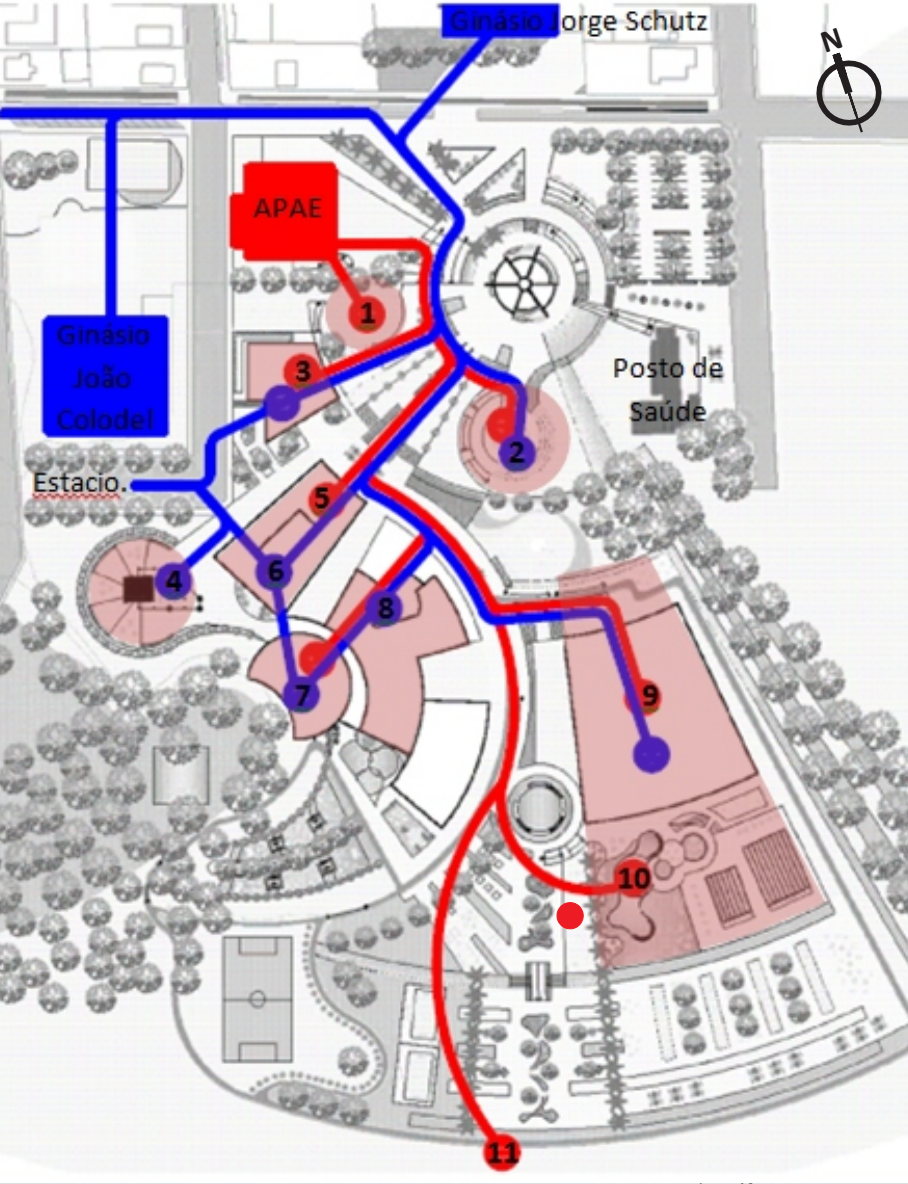 Ginásio Jorge Schutz
N
APAE
1
Ginásio
João
Colodel
3
Posto de
Saúde
2
Estacio.
5
4
6
8
7
9
10
11